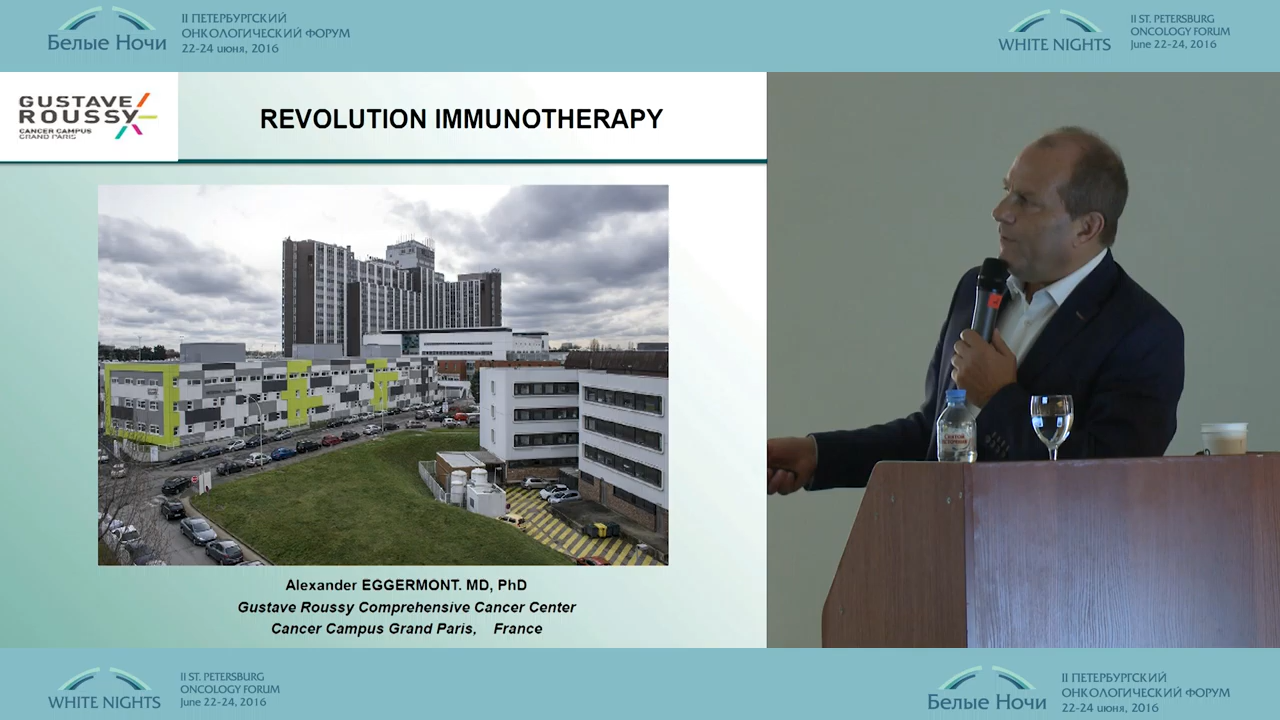 Белые Ночи
II ПЕТЕРБУРГСКИЙ
ОНКОЛОГИЧЕСКИЙ ФОРУМ
22-24 июня, 2016
WHITE NIGHTS
II ST. PETERSBURG
ONCOLOGY FORUM
June 22-24, 2016
GUSTAVE
ROUSSY
CANCER CAMPUS
GRAND PARIS
REVOLUTION IMMUNOTHERAPY
Alexander EGGERMONT. MD, PhD
Gustave Roussy Comprehensive Cancer Center
Cancer Campus Grand Paris, France
WHITE NIGHTS
II ST. PETERSBURG
ONCOLOGY FORUM
June 22-24, 2016
Белые Ночи
II ПЕТЕРБУРГСКИЙ
ОНКОЛОГИЧЕСКИЙ ФОРУМ
22-24 июня, 2016